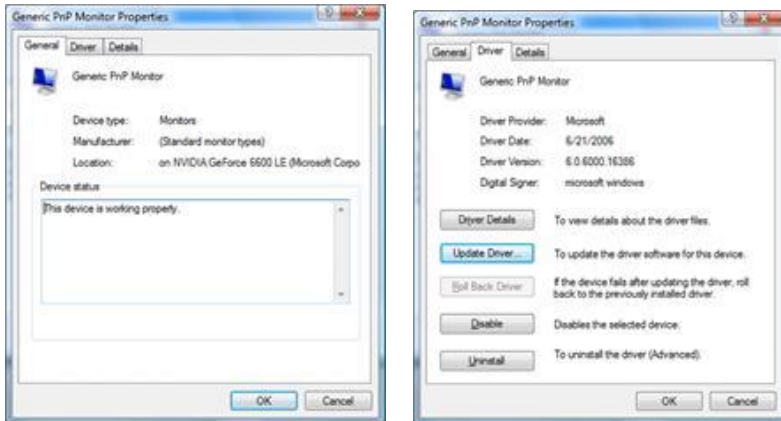 Generic PnP Monitor Properties
General Driver Details
Generic PnP Monitor
Device type: Monitors
Manufacturer: (Standard monitor types)
Location: on NVIDIA GeForce 6600 LE (Microsoft Corpo
Device status
This device is working properly.
OK Cancel
Generic PnP Monitor Properties
General Driver Details
Generic PnP Monitor
Driver Provider: Microsoft
Driver Date: 6/21/2006
Driver Version: 6.0.6000.16386
Digital Signer: microsoft windows
Driver Details To view details about the driver files.
Update Driver... To update the driver software for this device.
Roll Back Driver If the device fails after updating the driver, roll
back to the previously installed driver.
Disable Disables the selected device.
Uninstall To uninstall the driver (Advanced).
OK Cancel